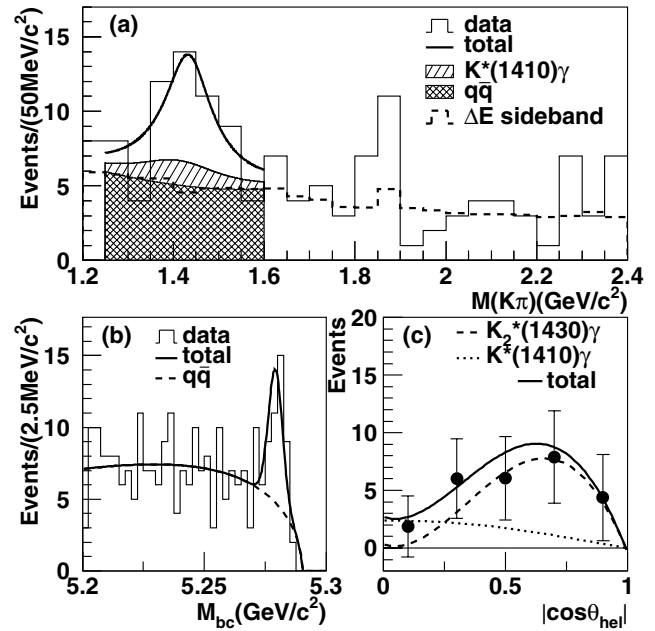 (a)
data
total
K*(1410)γ
qq̄
ΔE sideband
Events/(50MeV/c²)
15
10
5
0
1.2 1.4 1.6 1.8 2 2.2 2.4
M(Kπ)(GeV/c²)
(b)
data
total
qq̄
Events/(2.5MeV/c²)
15
10
5
0
5.2 5.25 5.3
M_bc(GeV/c²)
(c)
K₂*(1430)γ
K*(1410)γ
total
Events
20
15
10
5
0
0 0.5 1
|cosθ_hel|